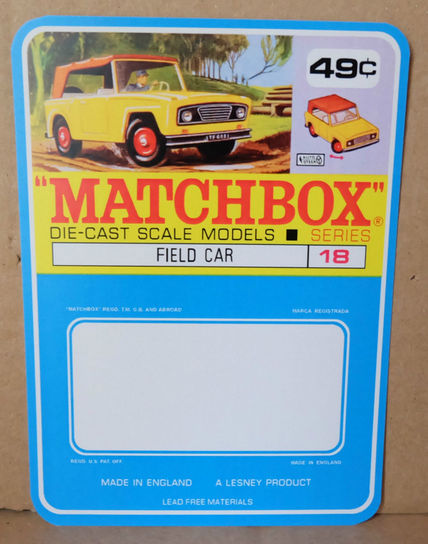 49¢
"MATCHBOX"®
DIE-CAST SCALE MODELS ■ SERIES
FIELD CAR 18
"MATCHBOX" REGD. T.M. G.B. AND ABROAD MARCA REGISTRADA
REGD. U.S. PAT. OFF. MADE IN ENGLAND
MADE IN ENGLAND A LESNEY PRODUCT
LEAD FREE MATERIALS